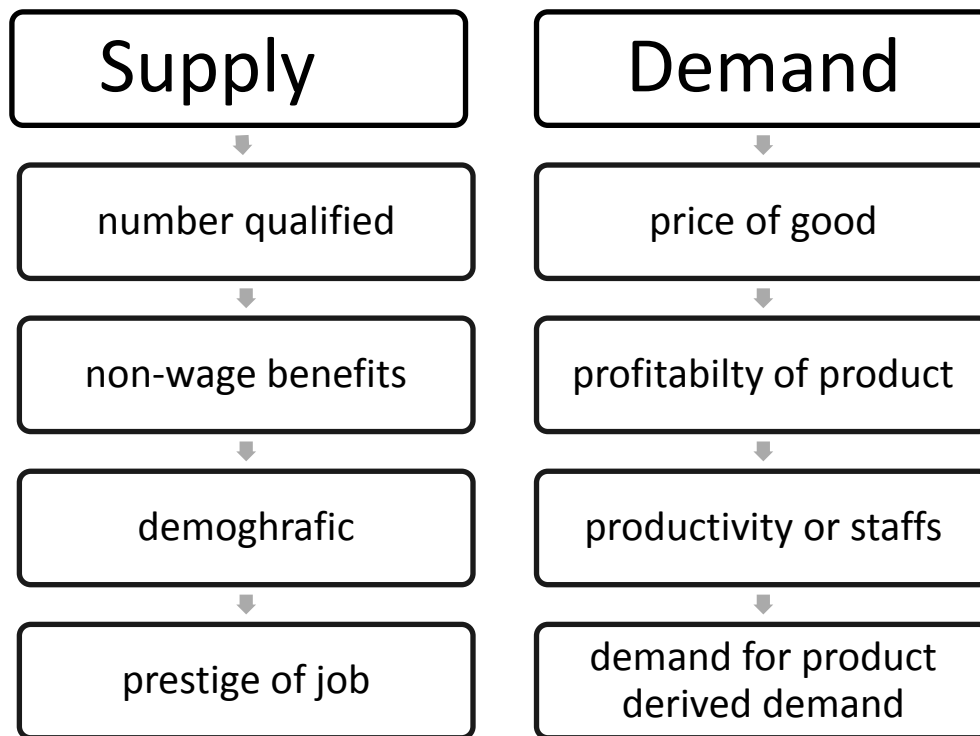 Supply
number qualified
non-wage benefits
demoghrafic
prestige of job
Demand
price of good
profitabilty of product
productivity or staffs
demand for product
derived demand